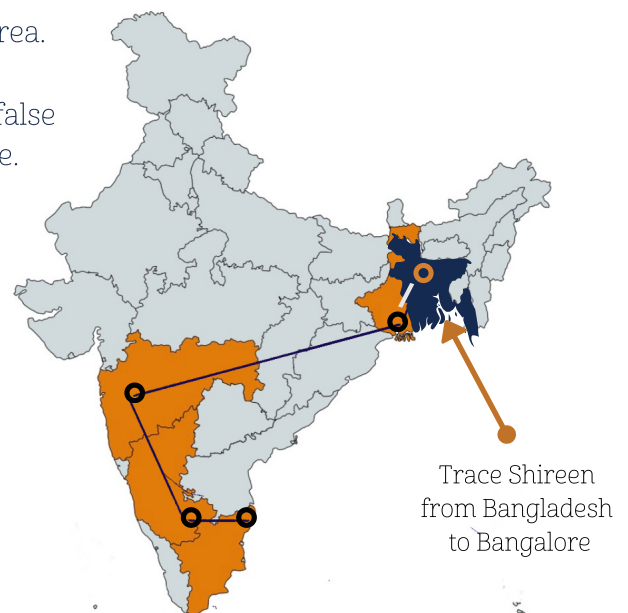 rea.
false
e.
Trace Shireen
from Bangladesh
to Bangalore